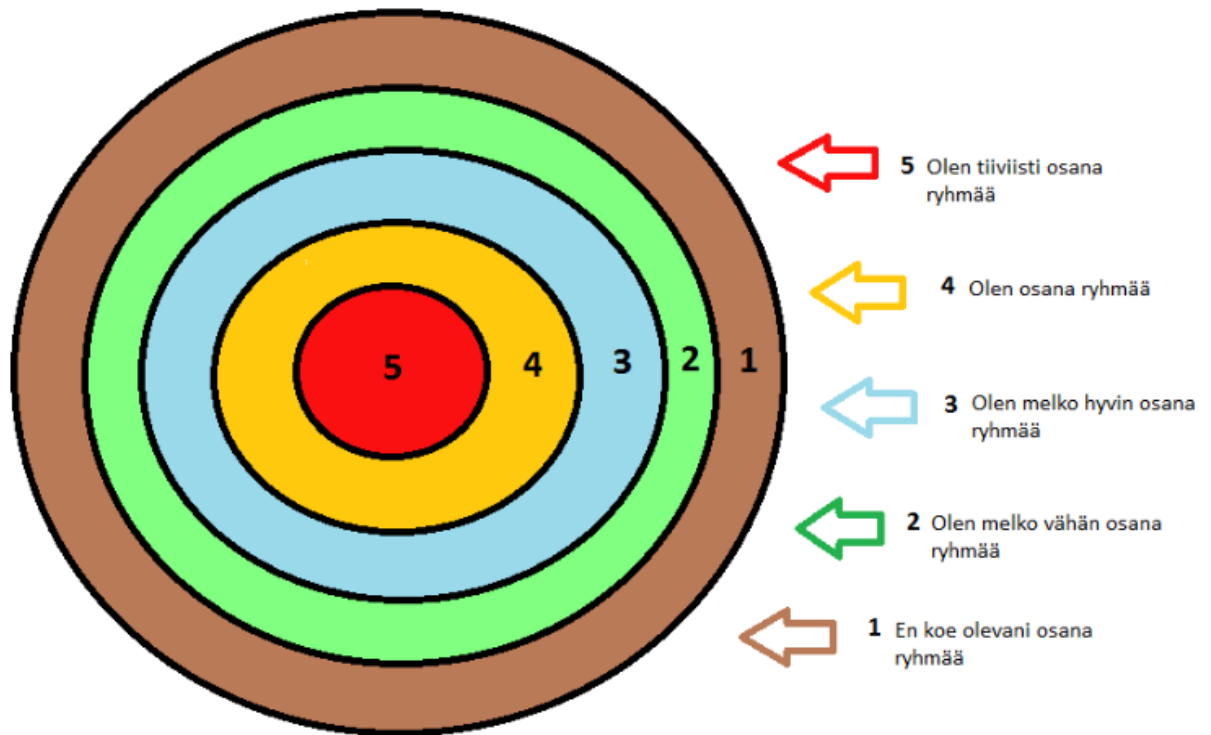 5 4 3 2 1
5 Olen tiiviisti osana
ryhmää
4 Olen osana ryhmää
3 Olen melko hyvin osana
ryhmää
2 Olen melko vähän osana
ryhmää
1 En koe olevani osana
ryhmää